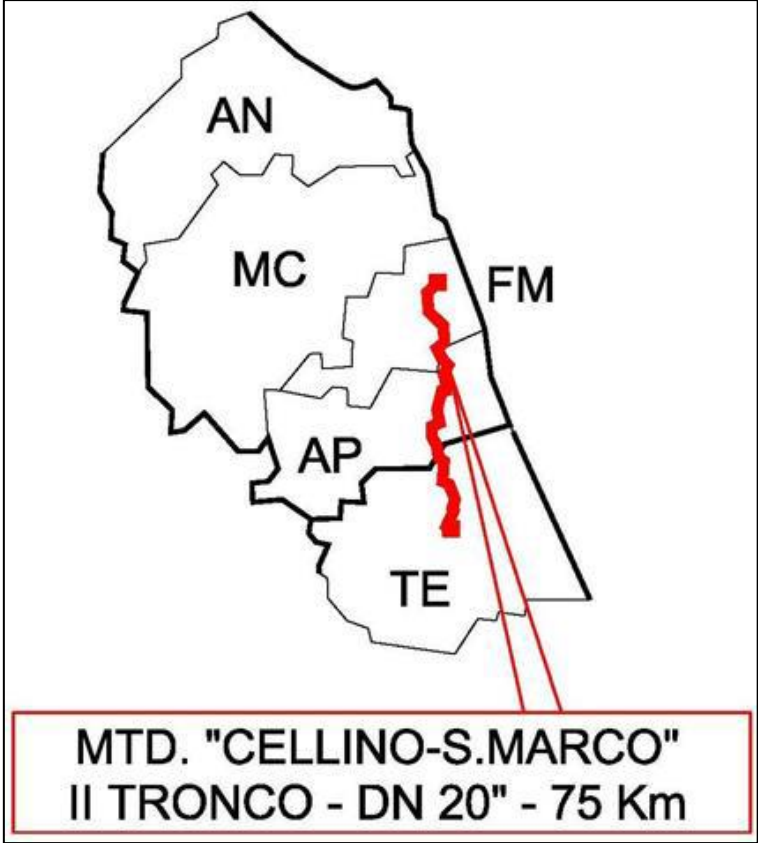 AN
MC
FM
AP
TE
MTD. "CELLINO-S.MARCO"
II TRONCO - DN 20" - 75 Km